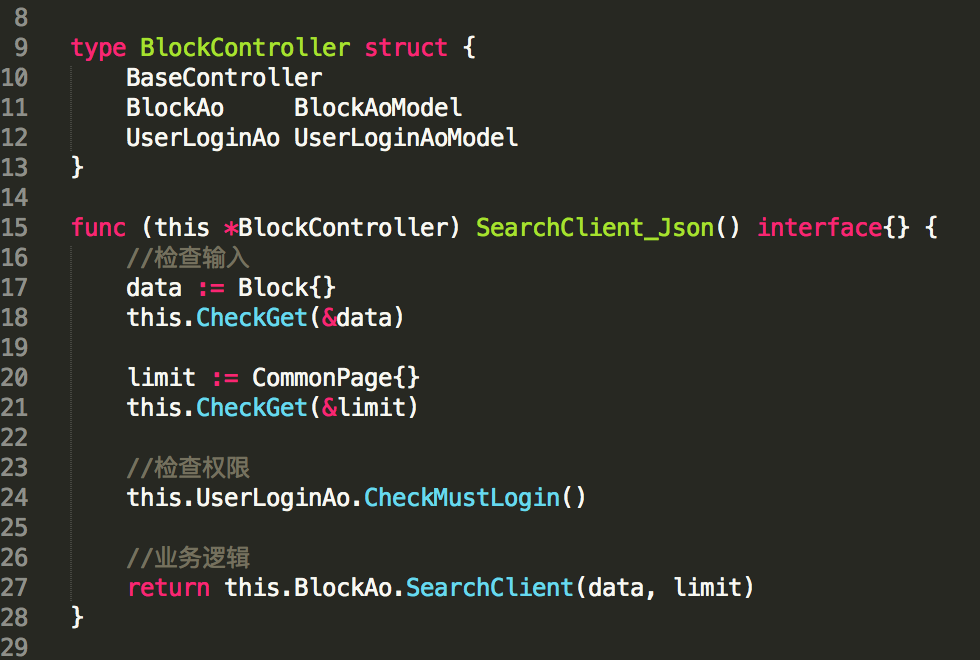 8
9 type BlockController struct {
10 BaseController
11 BlockAo BlockAoModel
12 UserLoginAo UserLoginAoModel
13 }
14
15 func (this *BlockController) SearchClient_Json() interface{} {
16 //检查输入
17 data := Block{}
18 this.CheckGet(&data)
19
20 limit := CommonPage{}
21 this.CheckGet(&limit)
22
23 //检查权限
24 this.UserLoginAo.CheckMustLogin()
25
26 //业务逻辑
27 return this.BlockAo.SearchClient(data, limit)
28 }
29